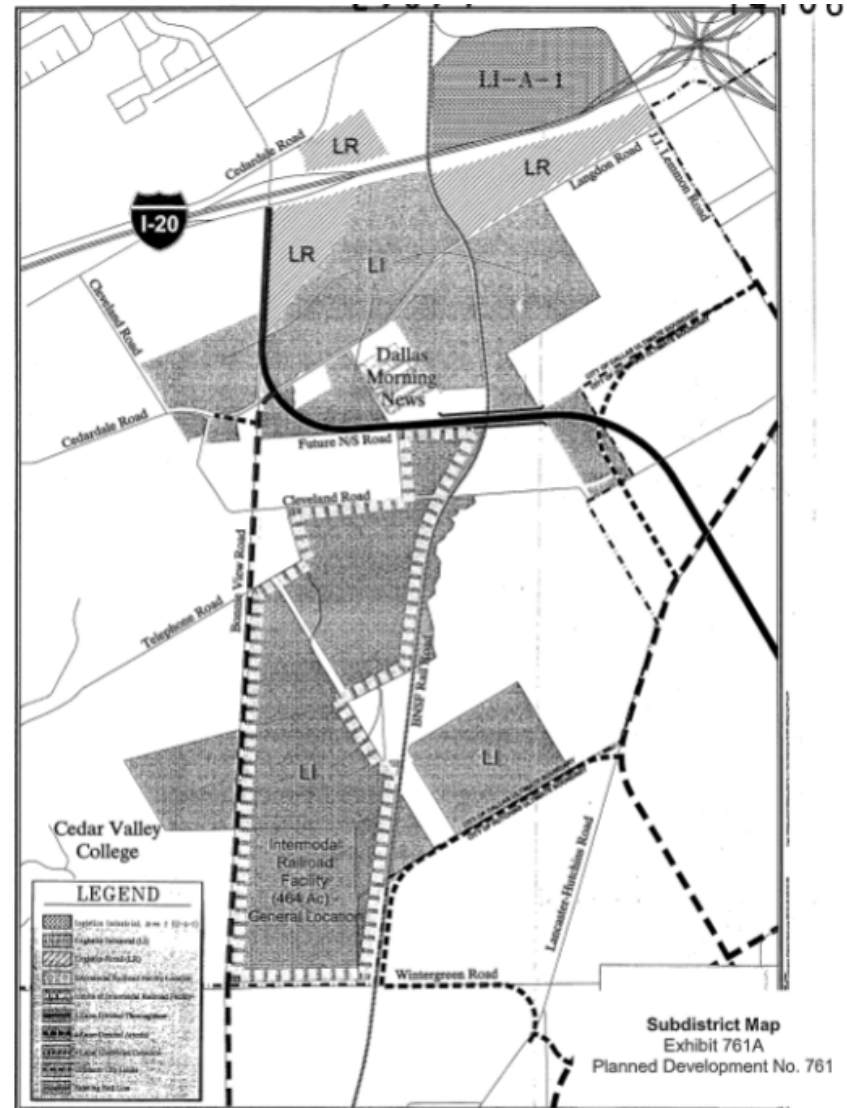 LI-A-1
Cedardale Road
LR
LR
Langdon Road
J.J. Lemmon Road
I-20
LR
LI
Cleveland Road
Dallas
Morning
News
Cedardale Road
Future N/S Road
Cleveland Road
Bonnie View Road
Telephone Road
BNSF Rail Road
LI
LI
Cedar Valley
College
Intermodal
Railroad
Facility
(464 Ac) -
General Location
Lancaster-Hutchins Road
Wintergreen Road
LEGEND
Logistics Industrial (LI)
Subdistrict Map
Exhibit 761A
Planned Development No. 761